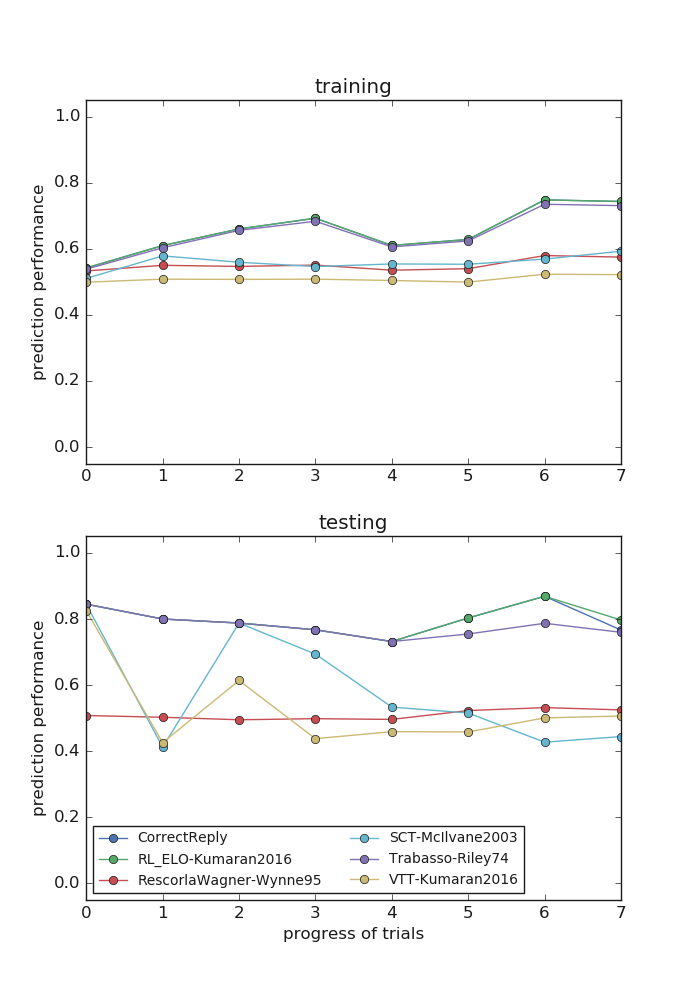 training
prediction performance
1.0
0.8
0.6
0.4
0.2
0.0
0 1 2 3 4 5 6 7
testing
prediction performance
1.0
0.8
0.6
0.4
0.2
0.0
CorrectReply
RL_ELO-Kumaran2016
RescorlaWagner-Wynne95
SCT-McIlvane2003
Trabasso-Riley74
VTT-Kumaran2016
0 1 2 3 4 5 6 7
progress of trials